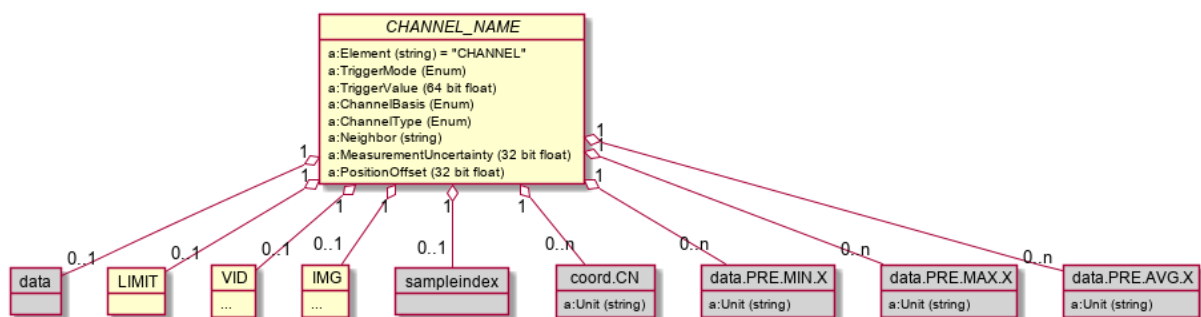 CHANNEL_NAME
a:Element (string) = "CHANNEL"
a:TriggerMode (Enum)
a:TriggerValue (64 bit float)
a:ChannelBasis (Enum)
a:ChannelType (Enum)
a:Neighbor (string)
a:MeasurementUncertainty (32 bit float)
a:PositionOffset (32 bit float)
1
1
1
1
1
1
1
1
1
0..1
0..1
0..1
0..1
0..1
0..n
0..n
0..n
0..n
data
LIMIT
VID
...
IMG
...
sampleindex
coord.CN
a:Unit (string)
data.PRE.MIN.X
a:Unit (string)
data.PRE.MAX.X
a:Unit (string)
data.PRE.AVG.X
a:Unit (string)